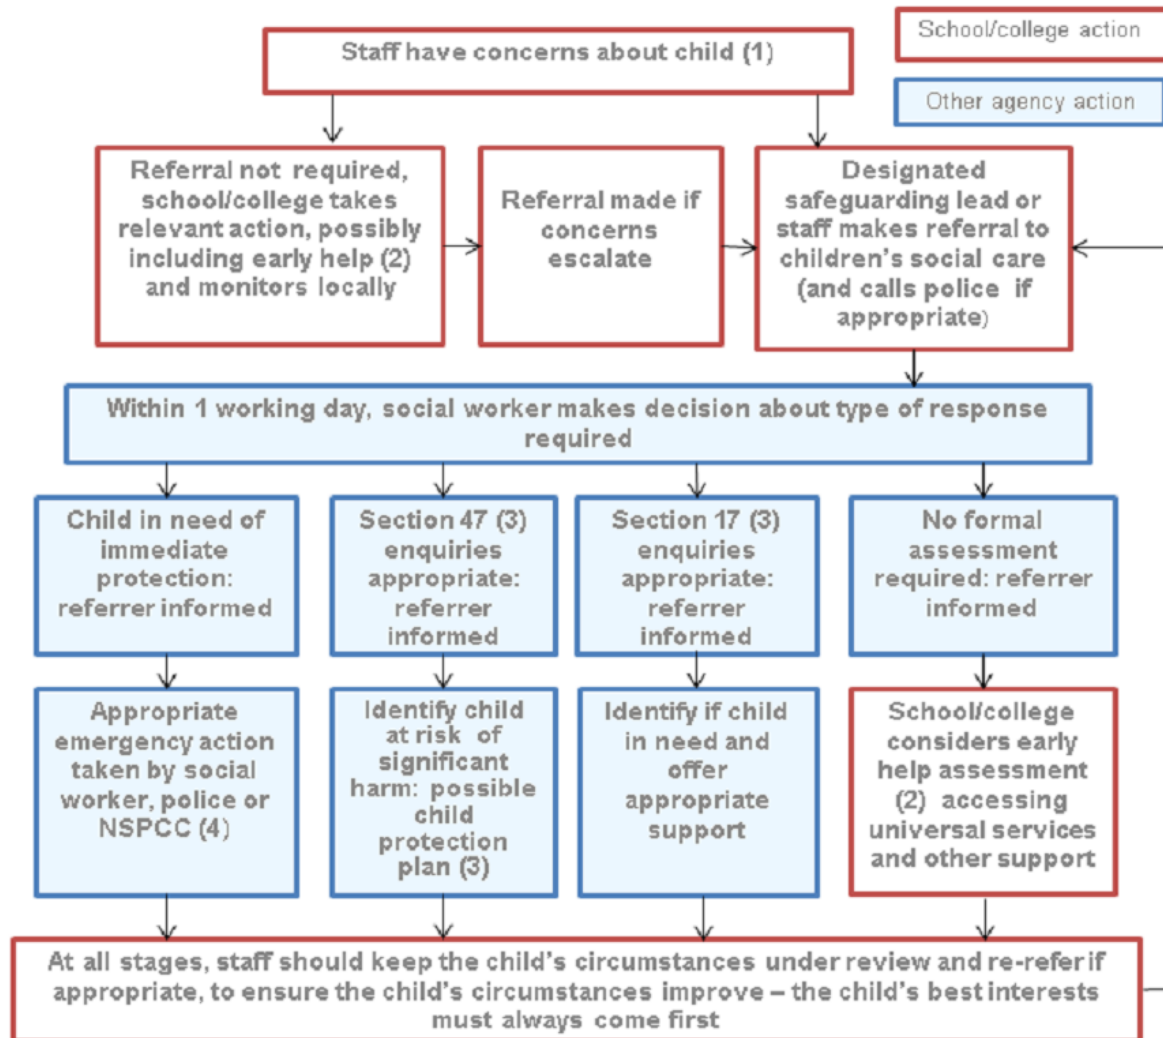 Staff have concerns about child (1)
School/college action
Other agency action
Referral not required,
school/college takes
relevant action, possibly
including early help (2)
and monitors locally
Referral made if
concerns
escalate
Designated
safeguarding lead or
staff makes referral to
children's social care
(and calls police if
appropriate)
Within 1 working day, social worker makes decision about type of response
required
Child in need of
immediate
protection:
referrer informed
Section 47 (3)
enquiries
appropriate:
referrer
informed
Section 17 (3)
enquiries
appropriate:
referrer
informed
No formal
assessment
required: referrer
informed
Appropriate
emergency action
taken by social
worker, police or
NSPCC (4)
Identify child
at risk of
significant
harm: possible
child
protection
plan (3)
Identify if child
in need and
offer
appropriate
support
School/college
considers early
help assessment
(2) accessing
universal services
and other support
At all stages, staff should keep the child's circumstances under review and re-refer if
appropriate, to ensure the child's circumstances improve – the child's best interests
must always come first